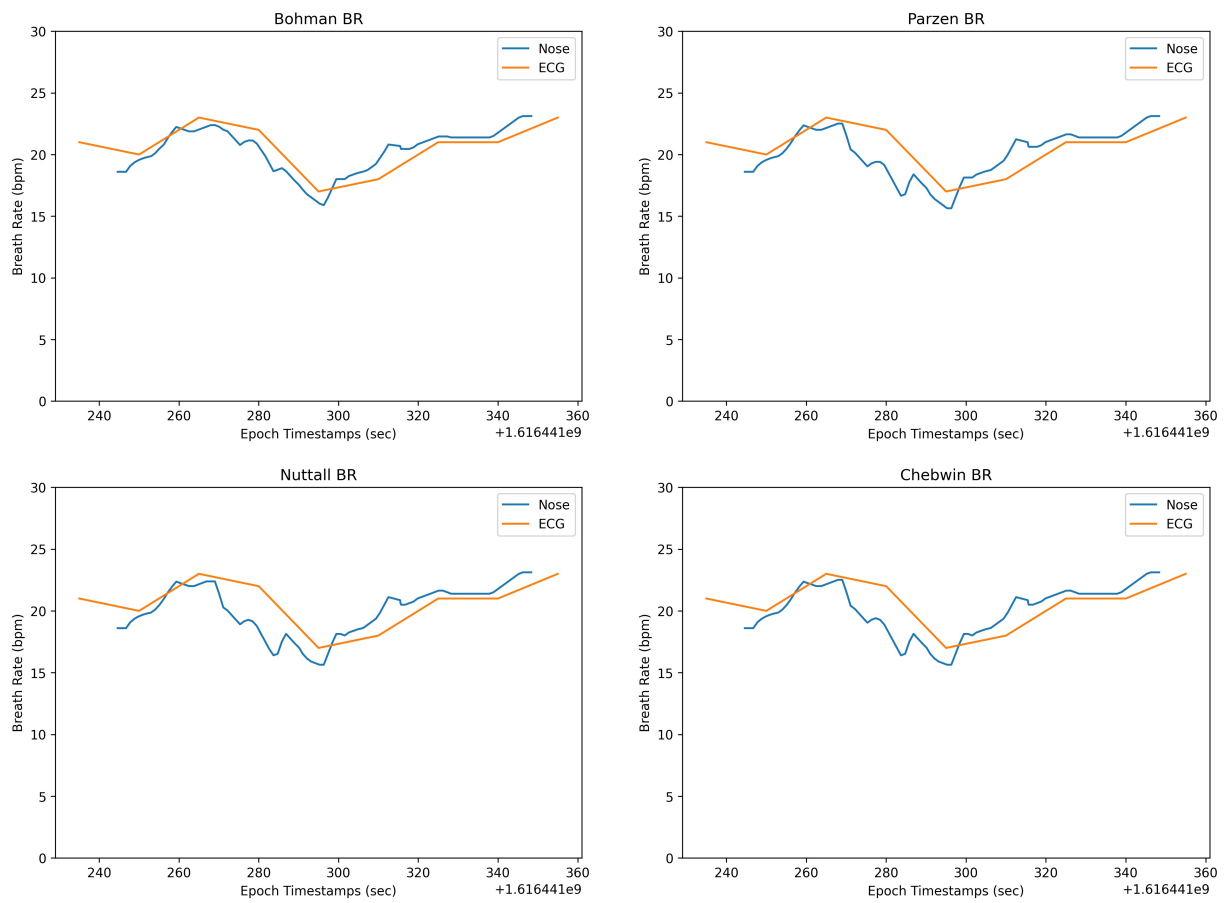 Bohman BR
30
25
20
15
10
5
0
Breath Rate (bpm)
Nose
ECG
240 260 280 300 320 340 360
Epoch Timestamps (sec)
+1.616441e9
Parzen BR
30
25
20
15
10
5
0
Breath Rate (bpm)
Nose
ECG
240 260 280 300 320 340 360
Epoch Timestamps (sec)
+1.616441e9
Nuttall BR
30
25
20
15
10
5
0
Breath Rate (bpm)
Nose
ECG
240 260 280 300 320 340 360
Epoch Timestamps (sec)
+1.616441e9
Chebwin BR
30
25
20
15
10
5
0
Breath Rate (bpm)
Nose
ECG
240 260 280 300 320 340 360
Epoch Timestamps (sec)
+1.616441e9